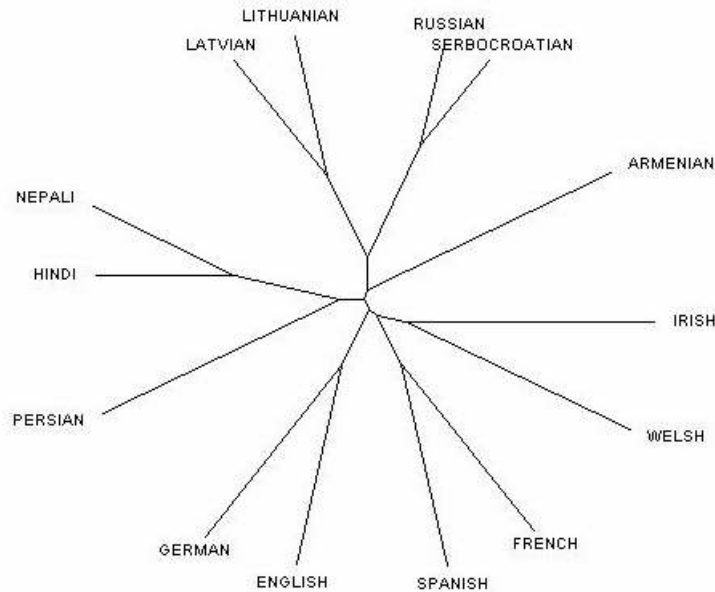 LITHUANIAN
RUSSIAN
LATVIAN
SERBOCROATIAN
ARMENIAN
NEPALI
HINDI
IRISH
PERSIAN
WELSH
GERMAN
FRENCH
ENGLISH
SPANISH